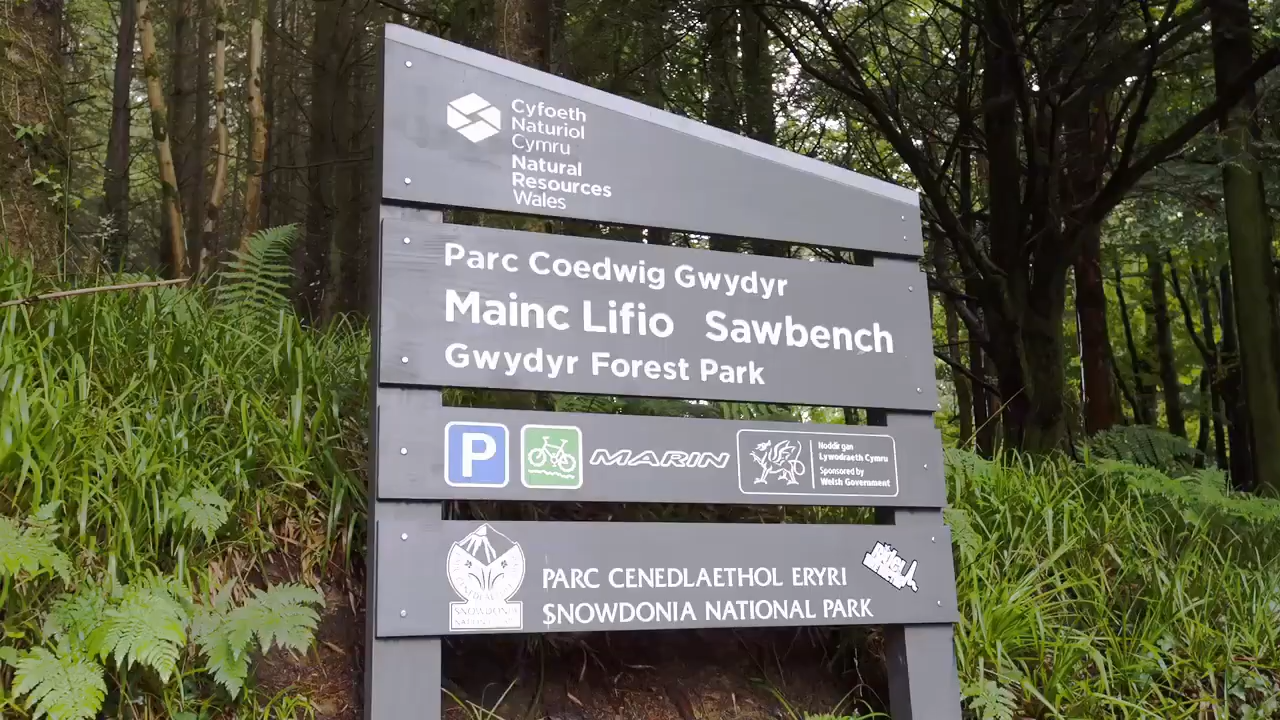 Cyfoeth
Naturiol
Cymru
Natural
Resources
Wales
Parc Coedwig Gwydyr
Mainc Lifio Sawbench
Gwydyr Forest Park
P
MARIN
Noddir gan
Lywodraeth Cymru
Sponsored by
Welsh Government
SNOWDONIA
PARC CENEDLAETHOL ERYRI
SNOWDONIA NATIONAL PARK